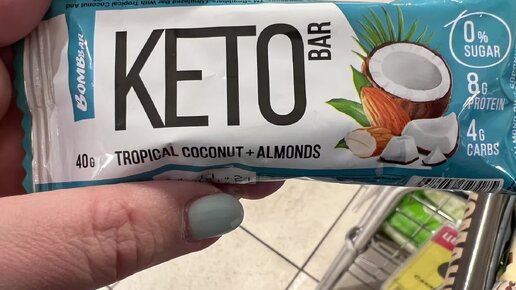 BOMBBAR
KETO
BAR
40g
TROPICAL COCONUT + ALMONDS
0%
SUGAR
8G
PROTEIN
4G
CARBS